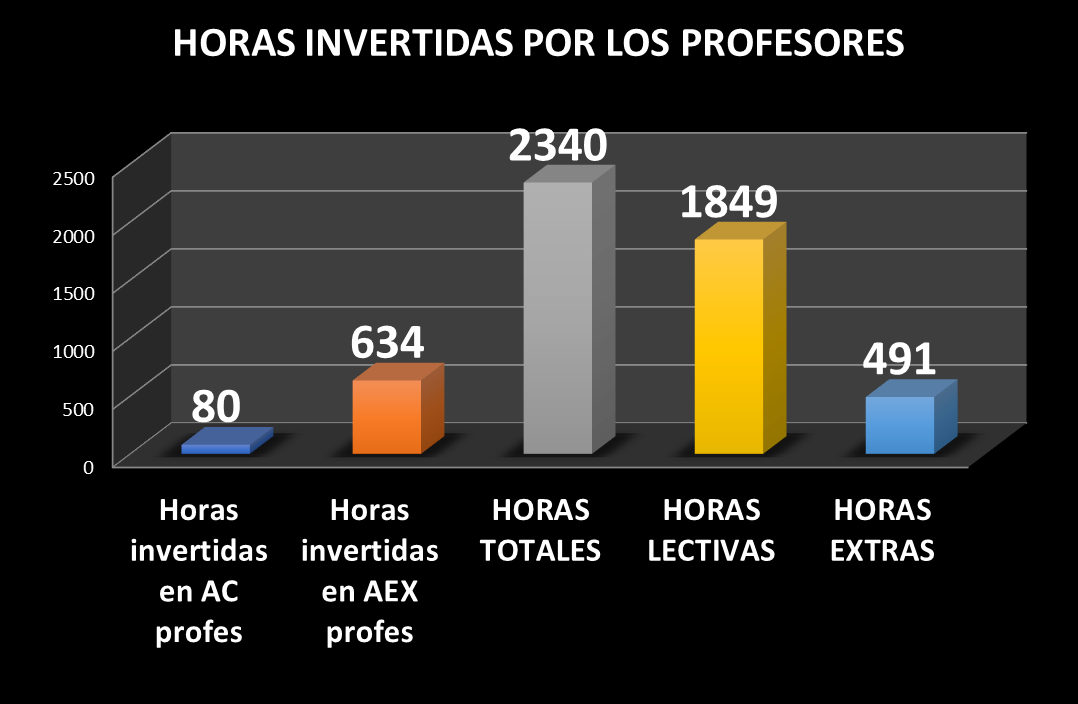 HORAS INVERTIDAS POR LOS PROFESORES
2500
2000
1500
1000
500
0
80
634
2340
1849
491
Horas
invertidas
en AC
profes
Horas
invertidas
en AEX
profes
HORAS
TOTALES
HORAS
LECTIVAS
HORAS
EXTRAS